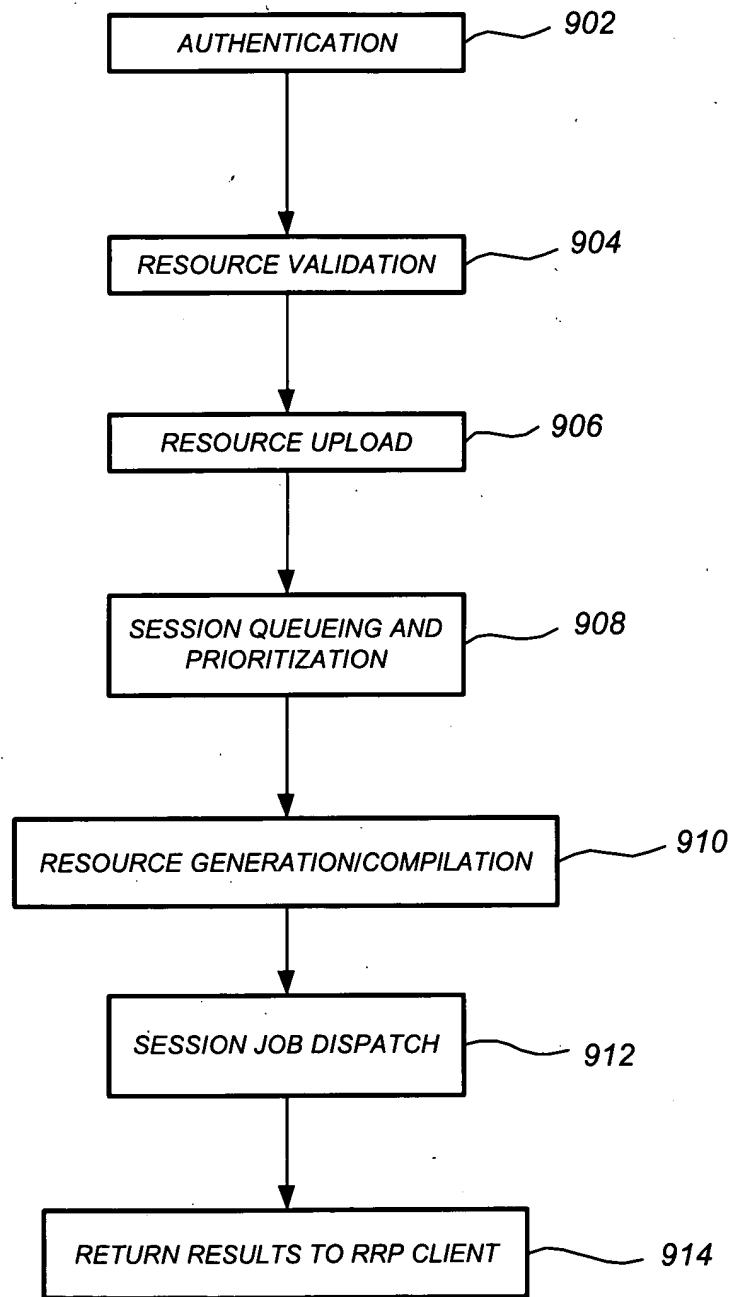 AUTHENTICATION
902
RESOURCE VALIDATION
904
RESOURCE UPLOAD
906
SESSION QUEUEING AND
PRIORITIZATION
908
RESOURCE GENERATION/COMPILATION
910
SESSION JOB DISPATCH
912
RETURN RESULTS TO RRP CLIENT
914